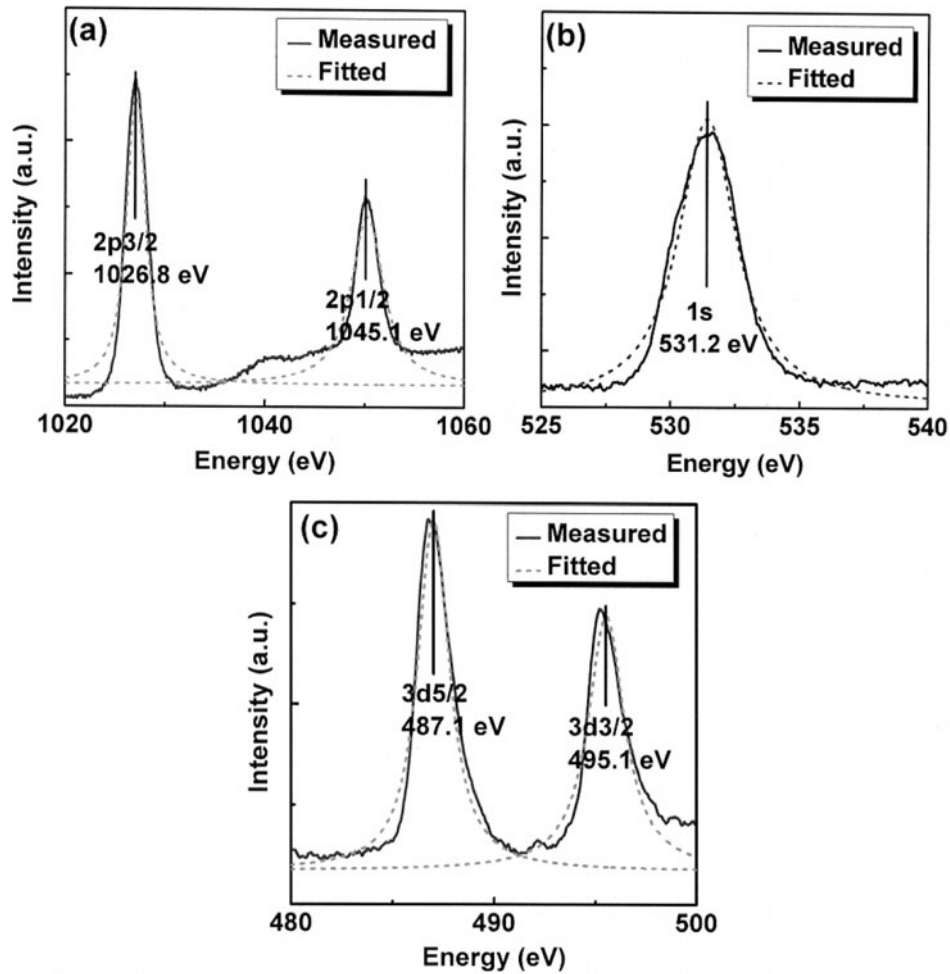 (a)
Measured
Fitted
2p3/2
1026.8 eV
2p1/2
1045.1 eV
Intensity (a.u.)
1020
1040
1060
Energy (eV)
(b)
Measured
Fitted
1s
531.2 eV
Intensity (a.u.)
525
530
535
540
Energy (eV)
(c)
Measured
Fitted
3d5/2
487.1 eV
3d3/2
495.1 eV
Intensity (a.u.)
480
490
500
Energy (eV)